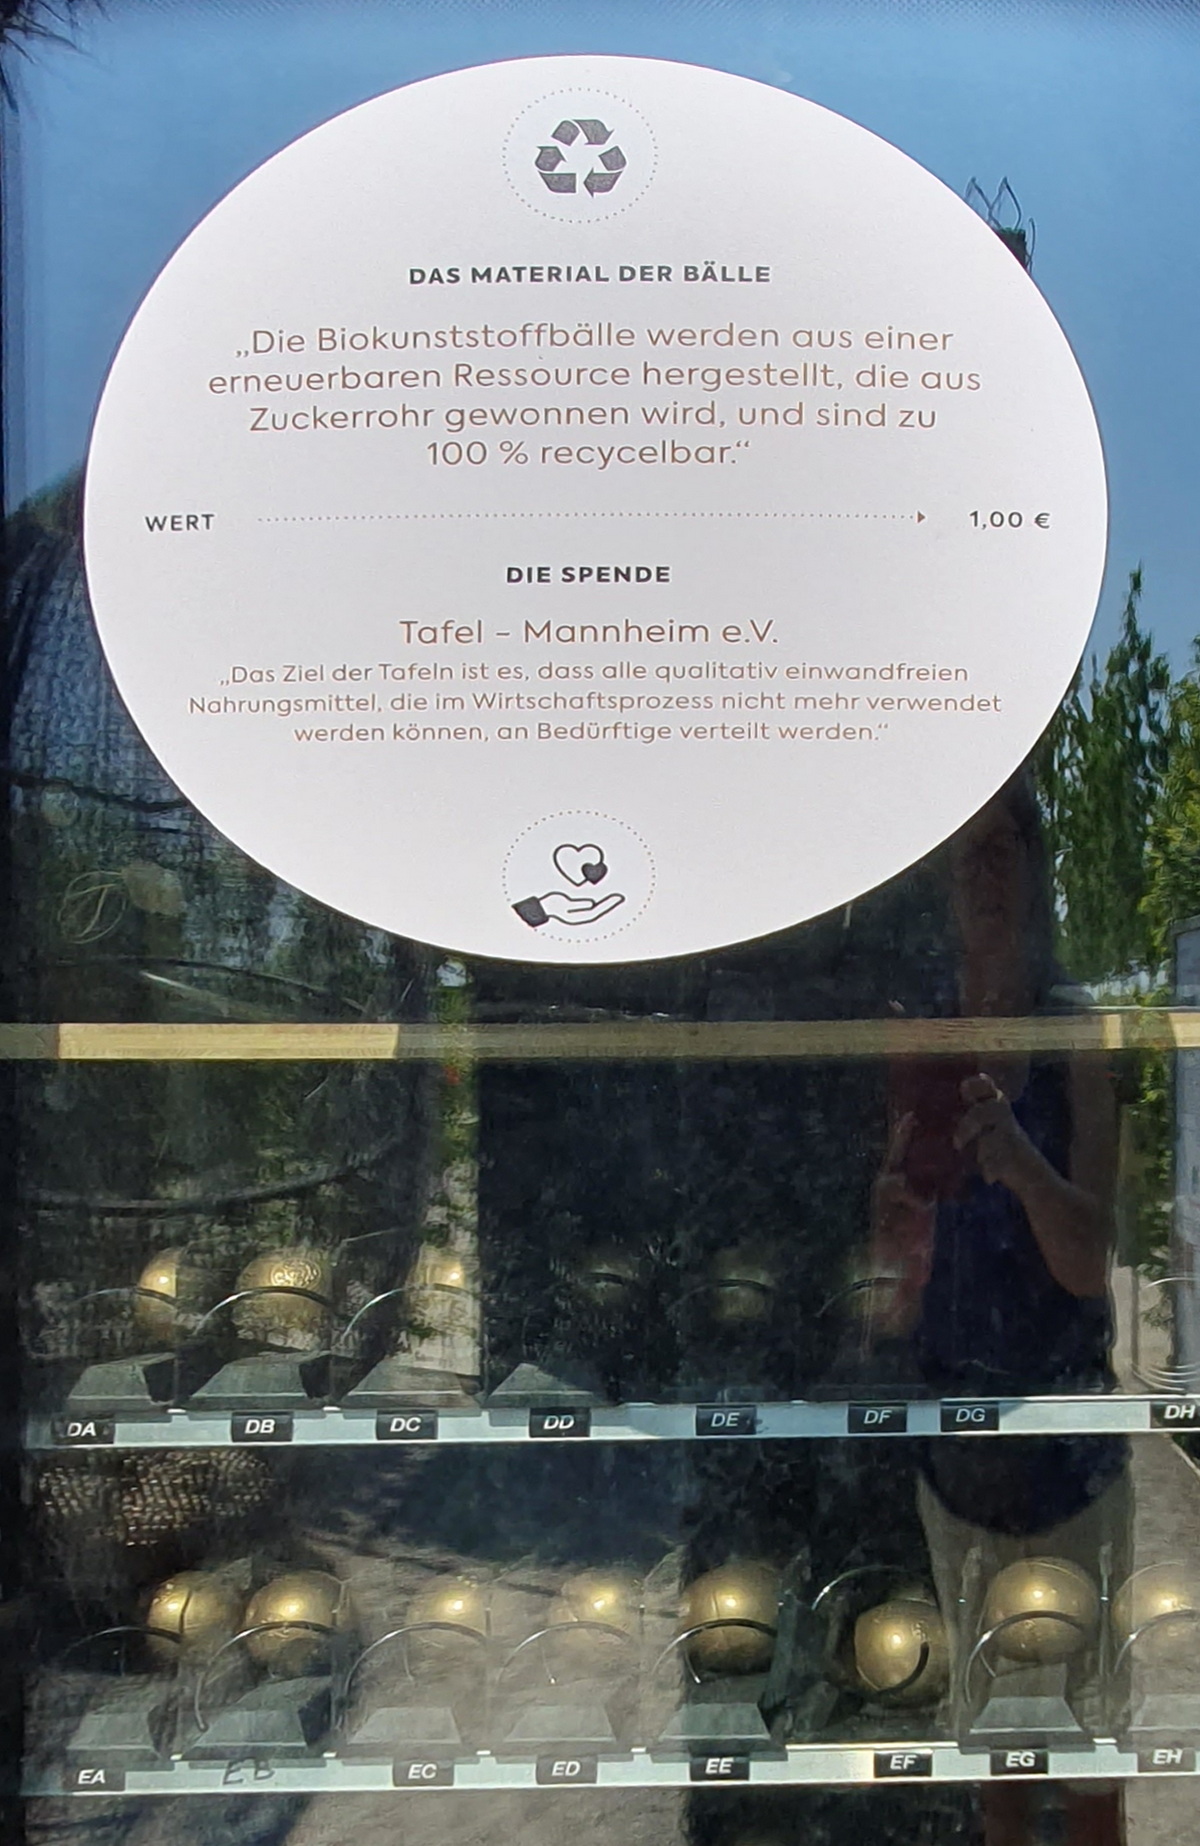 DAS MATERIAL DER BÄLLE
„Die Biokunststoffbälle werden aus einer
erneuerbaren Ressource hergestellt, die aus
Zuckerrohr gewonnen wird, und sind zu
100 % recycelbar.“
WERT 1,00 €
DIE SPENDE
Tafel – Mannheim e.V.
„Das Ziel der Tafeln ist es, dass alle qualitativ einwandfreien
Nahrungsmittel, die im Wirtschaftsprozess nicht mehr verwendet
werden können, an Bedürftige verteilt werden.“
DA DB DC DD DE DF DG DH
EA EB EC ED EE EF EG EH